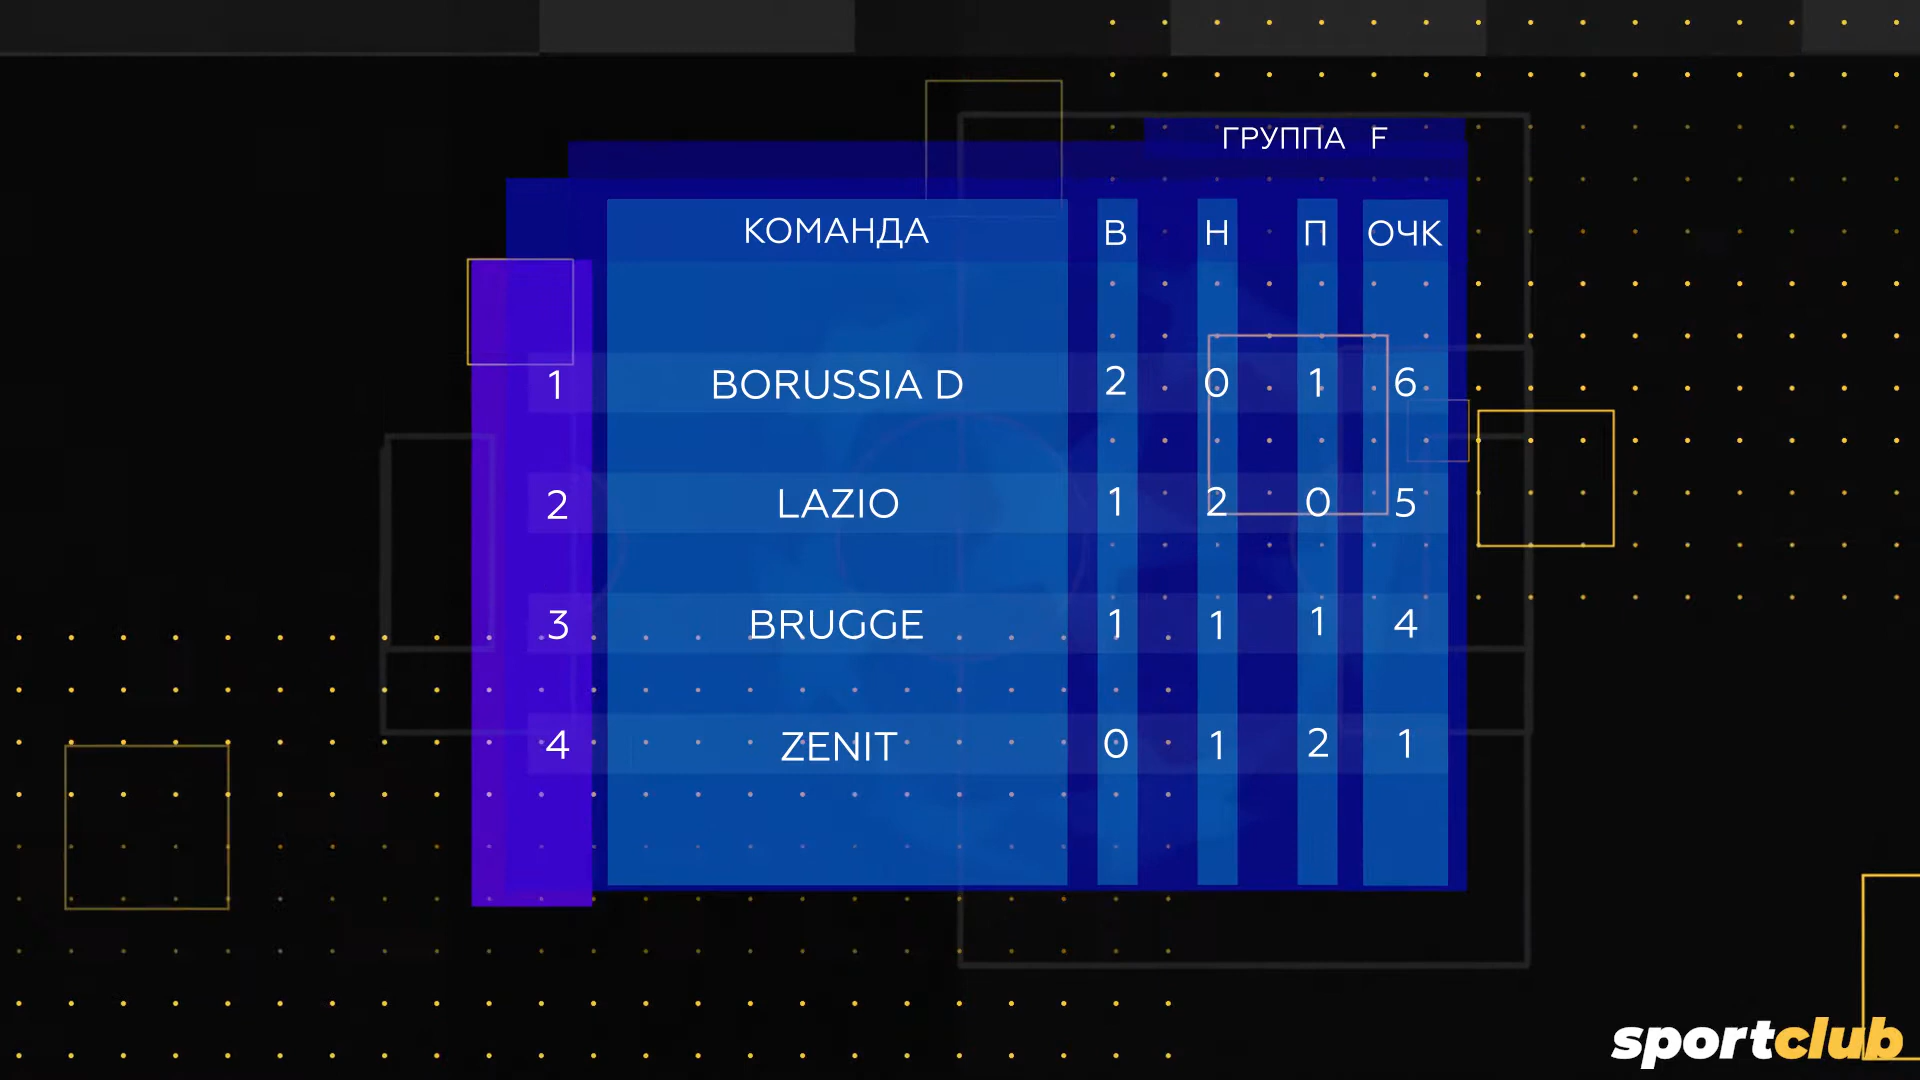 ГРУППА F
КОМАНДА В Н П ОЧК
1 BORUSSIA D 2 0 1 6
2 LAZIO 1 2 0 5
3 BRUGGE 1 1 1 4
4 ZENIT 0 1 2 1
sportclub